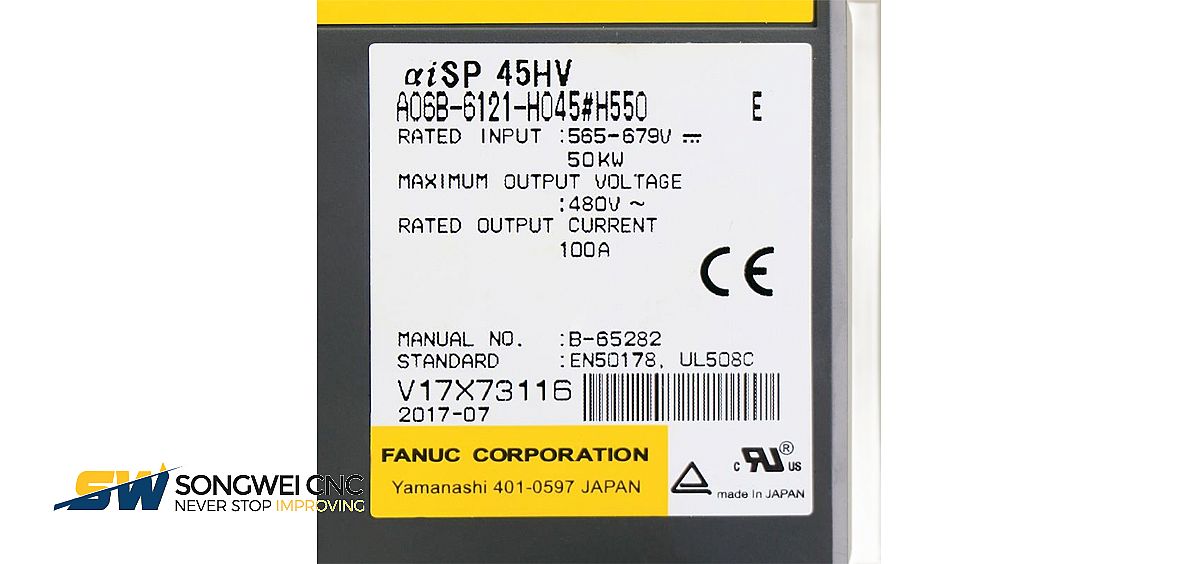 αiSP 45HV
A06B-6121-H045#H550 E
RATED INPUT :565-679V ⎓
50KW
MAXIMUM OUTPUT VOLTAGE
:480V ~
RATED OUTPUT CURRENT
100A
CE
MANUAL NO. :B-65282
STANDARD :EN50178, UL508C
V17X73116
2017-07
FANUC CORPORATION
Yamanashi 401-0597 JAPAN
c RU ® US
made in JAPAN
SW SONGWEI CNC
NEVER STOP IMPROVING